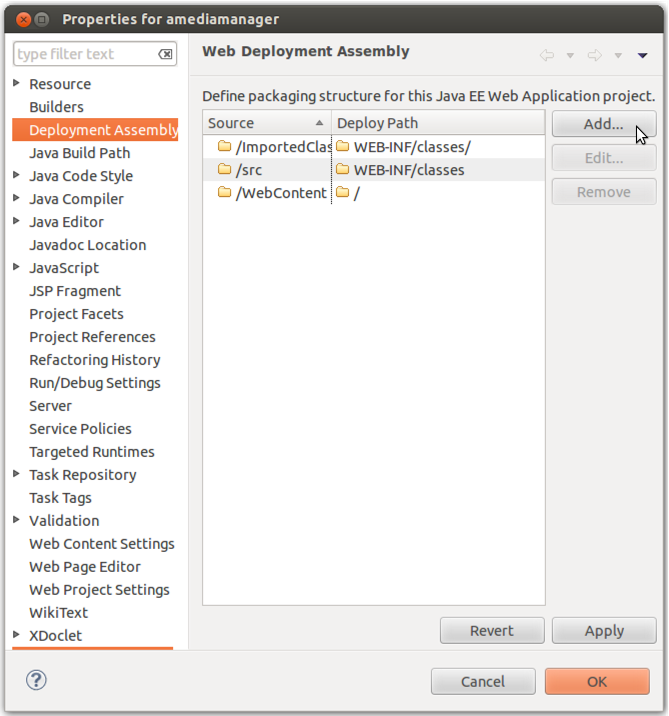 Properties for amediamanager
type filter text
Resource
Builders
Deployment Assembly
Java Build Path
Java Code Style
Java Compiler
Java Editor
Javadoc Location
JavaScript
JSP Fragment
Project Facets
Project References
Refactoring History
Run/Debug Settings
Server
Service Policies
Targeted Runtimes
Task Repository
Task Tags
Validation
Web Content Settings
Web Page Editor
Web Project Settings
WikiText
XDoclet
Web Deployment Assembly
Define packaging structure for this Java EE Web Application project.
Source Deploy Path
/ImportedClas WEB-INF/classes/
/src WEB-INF/classes
/WebContent /
Add...
Edit...
Remove
Revert Apply
? Cancel OK